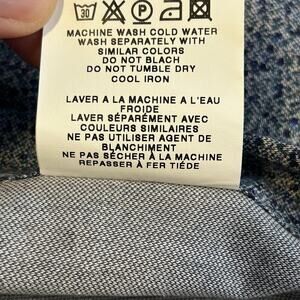 30 P
MACHINE WASH COLD WATER
WASH SEPARATELY WITH
SIMILAR COLORS
DO NOT BLACH
DO NOT TUMBLE DRY
COOL IRON
LAVER A LA MACHINE A L'EAU
FROIDE
LAVER SÉPARÉMENT AVEC
COULEURS SIMILAIRES
NE PAS UTILISER AGENT DE
BLANCHIMENT
NE PAS SÉCHER À LA MACHINE
REPASSER À FER TIÉDE